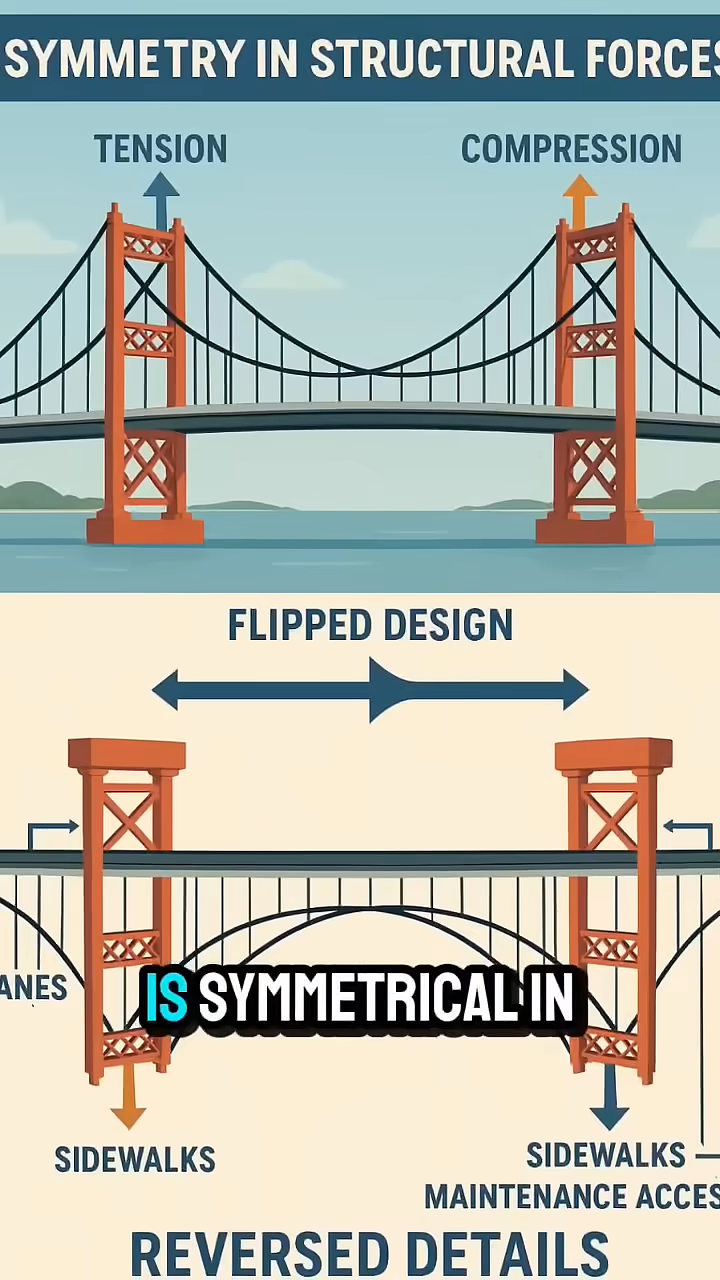 SYMMETRY IN STRUCTURAL FORCES
TENSION
COMPRESSION
FLIPPED DESIGN
ANES
IS SYMMETRICAL IN
SIDEWALKS
SIDEWALKS
MAINTENANCE ACCES
REVERSED DETAILS